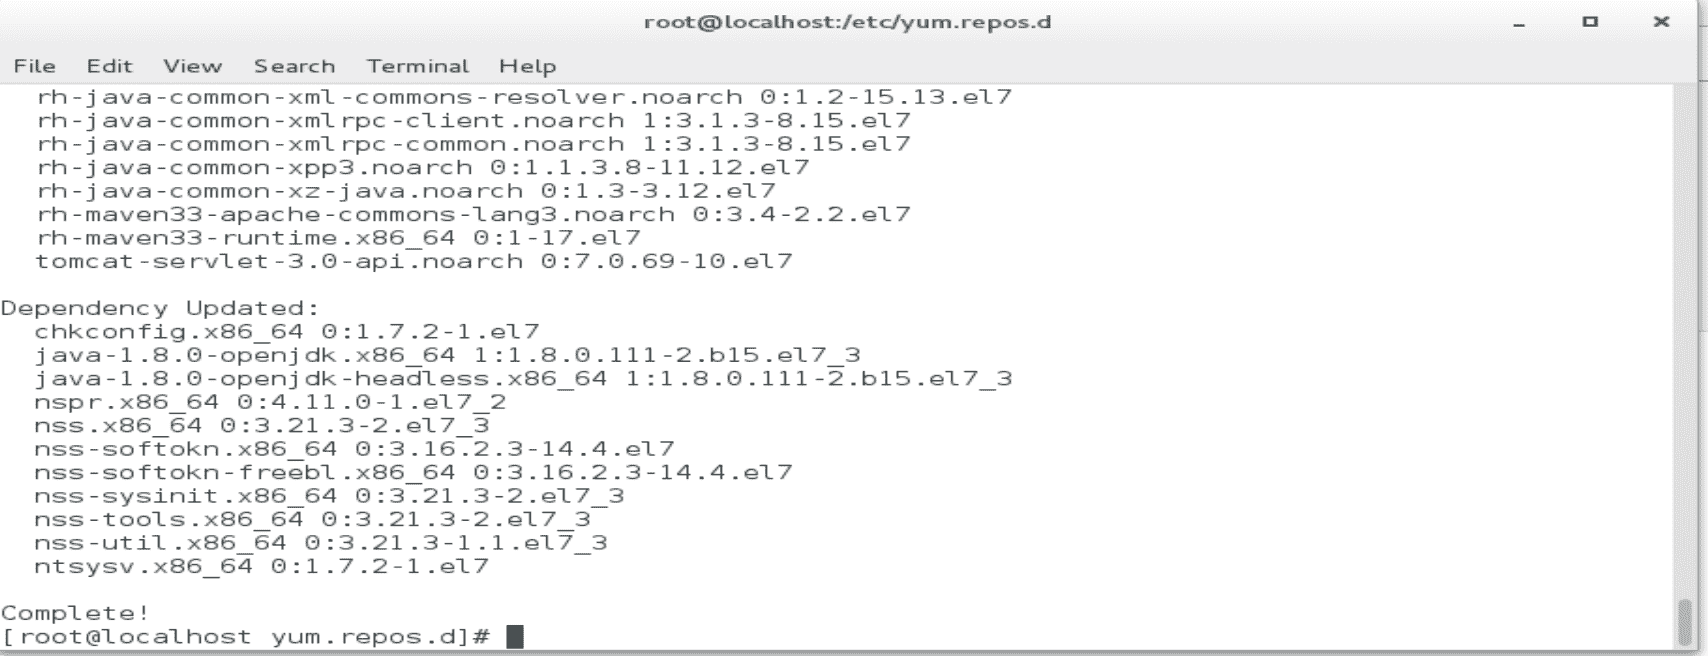 root@localhost:/etc/yum.repos.d
File Edit View Search Terminal Help
rh-java-common-xml-commons-resolver.noarch 0:1.2-15.13.el7
rh-java-common-xmlrpc-client.noarch 1:3.1.3-8.15.el7
rh-java-common-xmlrpc-common.noarch 1:3.1.3-8.15.el7
rh-java-common-xpp3.noarch 0:1.1.3.8-11.12.el7
rh-java-common-xz-java.noarch 0:1.3-3.12.el7
rh-maven33-apache-commons-lang3.noarch 0:3.4-2.2.el7
rh-maven33-runtime.x86_64 0:1-17.el7
tomcat-servlet-3.0-api.noarch 0:7.0.69-10.el7
Dependency Updated:
chkconfig.x86_64 0:1.7.2-1.el7
java-1.8.0-openjdk.x86_64 1:1.8.0.111-2.b15.el7_3
java-1.8.0-openjdk-headless.x86_64 1:1.8.0.111-2.b15.el7_3
nspr.x86_64 0:4.11.0-1.el7_2
nss.x86_64 0:3.21.3-2.el7_3
nss-softokn.x86_64 0:3.16.2.3-14.4.el7
nss-softokn-freebl.x86_64 0:3.16.2.3-14.4.el7
nss-sysinit.x86_64 0:3.21.3-2.el7_3
nss-tools.x86_64 0:3.21.3-2.el7_3
nss-util.x86_64 0:3.21.3-1.1.el7_3
ntsysv.x86_64 0:1.7.2-1.el7
Complete!
[root@localhost yum.repos.d]#